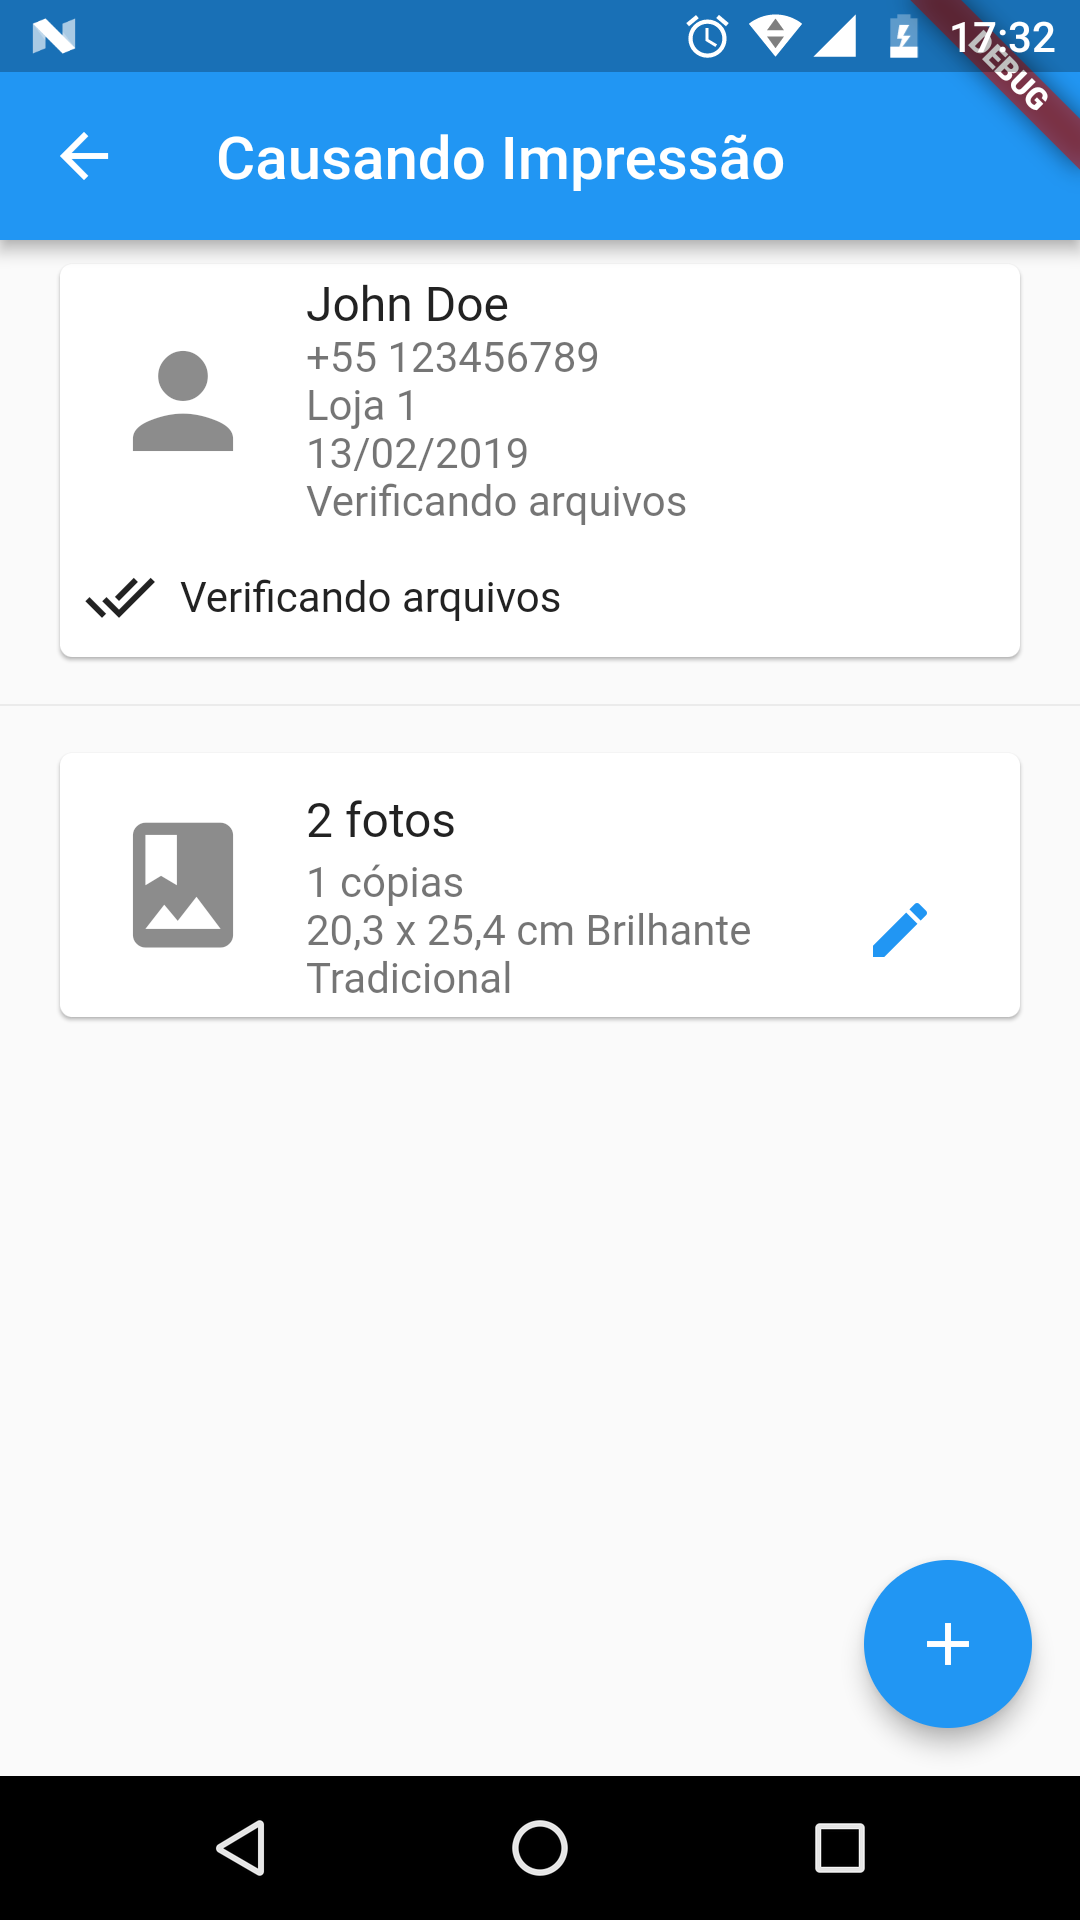 17:32
DEBUG
Causando Impressão
John Doe
+55 123456789
Loja 1
13/02/2019
Verificando arquivos
Verificando arquivos
2 fotos
1 cópias
20,3 x 25,4 cm Brilhante
Tradicional